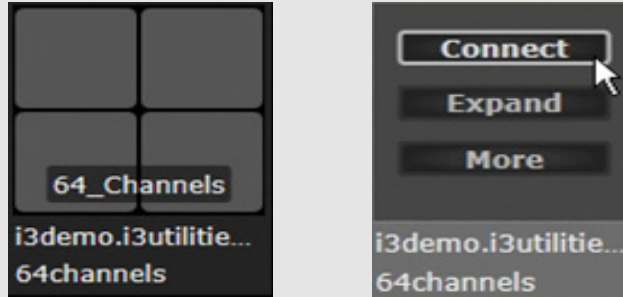 64_Channels
i3demo.i3utilitie...
64channels
Connect
Expand
More
i3demo.i3utilitie...
64channels